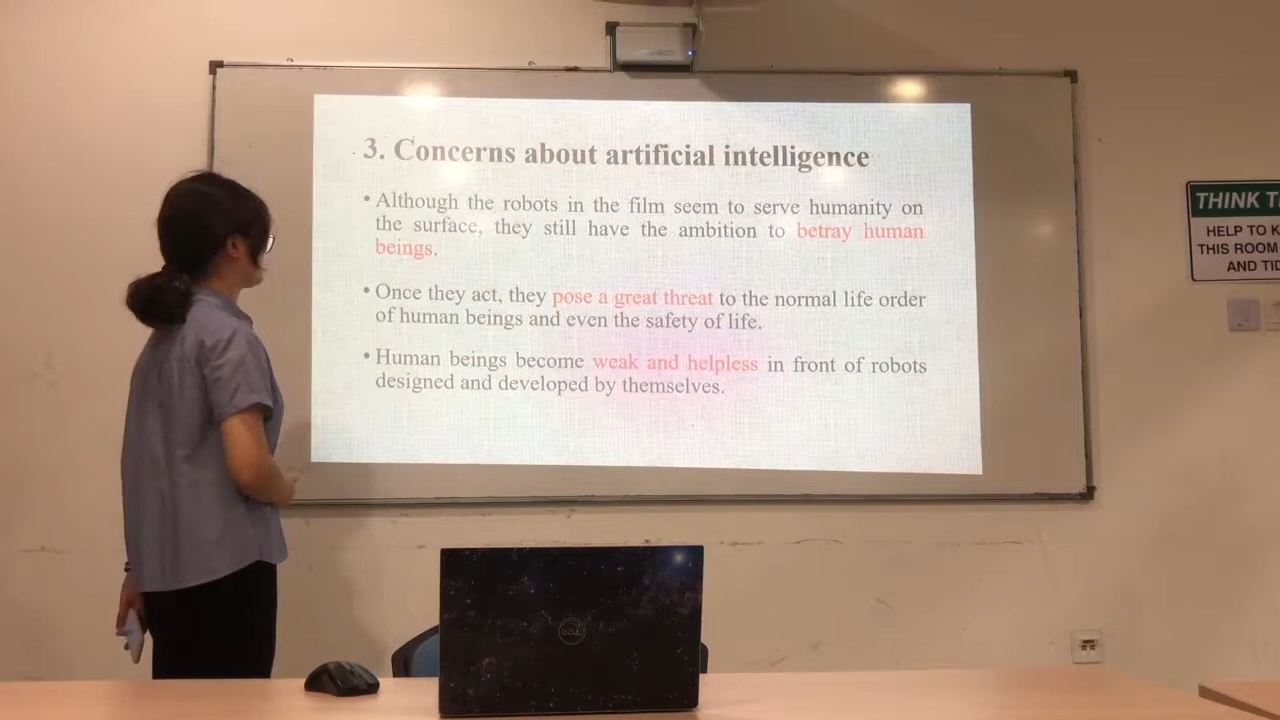 3. Concerns about artificial intelligence
• Although the robots in the film seem to serve humanity on
the surface, they still have the ambition to betray human
beings.
• Once they act, they pose a great threat to the normal life order
of human beings and even the safety of life.
• Human beings become weak and helpless in front of robots
designed and developed by themselves.
THINK
HELP TO
THIS ROOM
AND
DELL